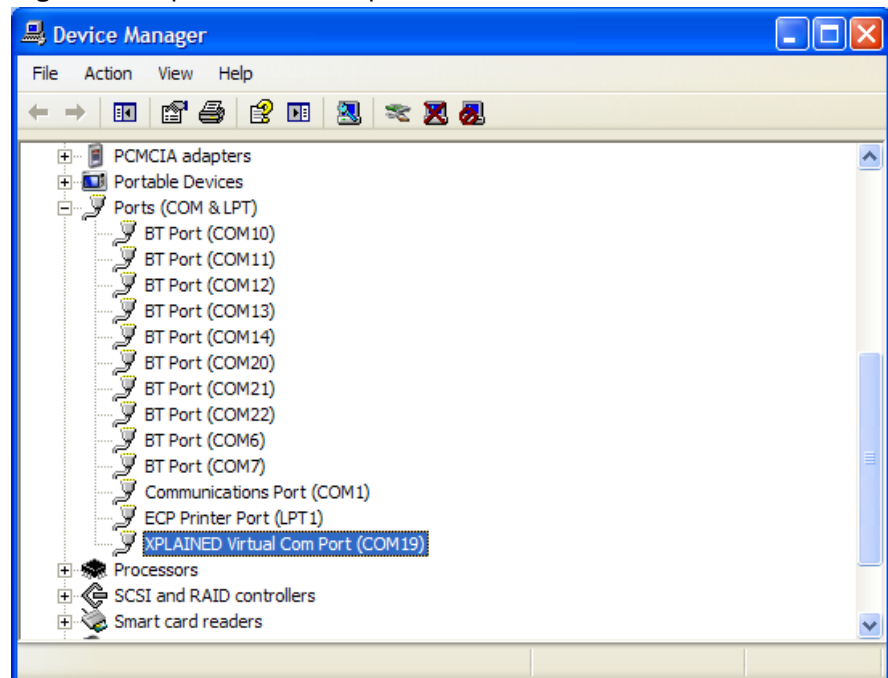 Device Manager
File Action View Help
PCMCIA adapters
Portable Devices
Ports (COM & LPT)
BT Port (COM10)
BT Port (COM11)
BT Port (COM12)
BT Port (COM13)
BT Port (COM14)
BT Port (COM20)
BT Port (COM21)
BT Port (COM22)
BT Port (COM6)
BT Port (COM7)
Communications Port (COM1)
ECP Printer Port (LPT1)
XPLAINED Virtual Com Port (COM19)
Processors
SCSI and RAID controllers
Smart card readers